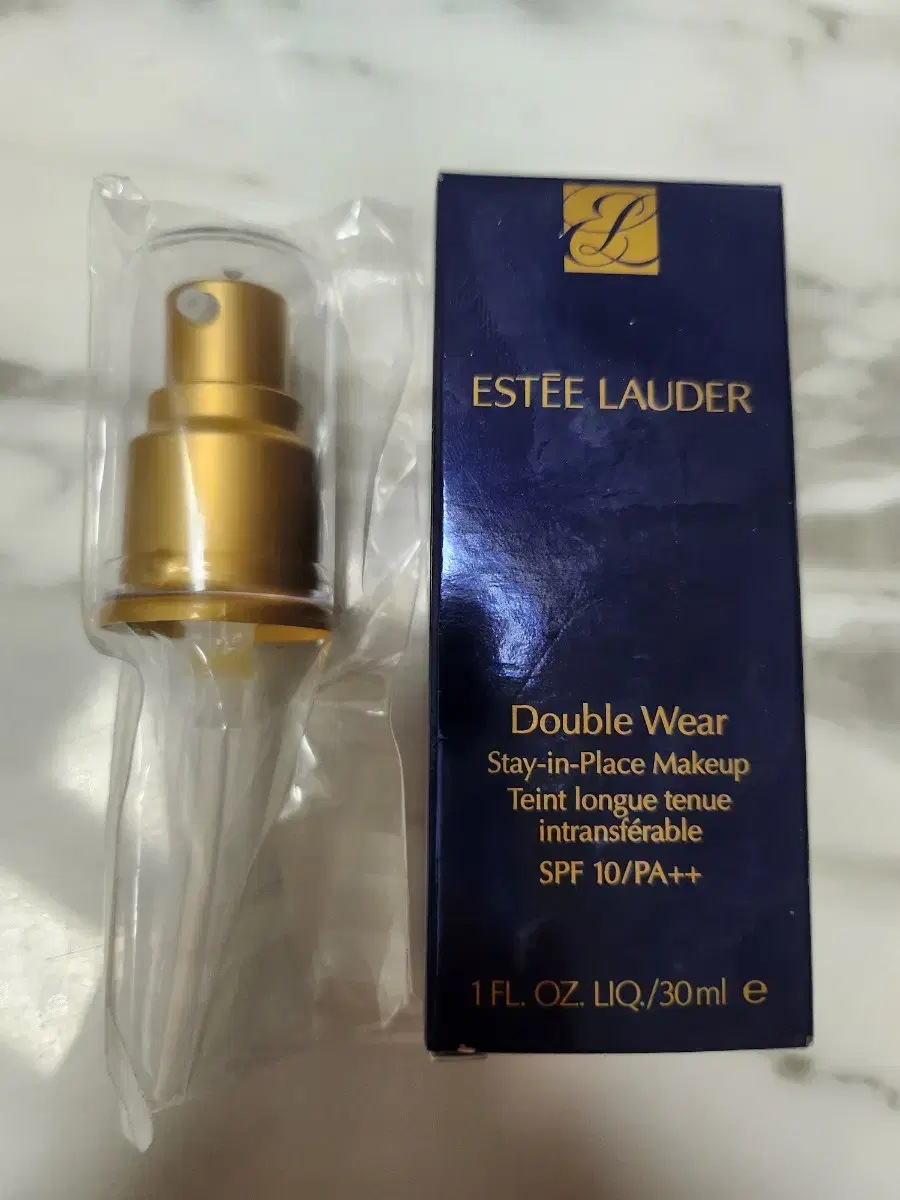 EL
ESTĒE LAUDER
Double Wear
Stay-in-Place Makeup
Teint longue tenue
intransférable
SPF 10/PA++
1 FL. OZ. LIQ./30ml ℮